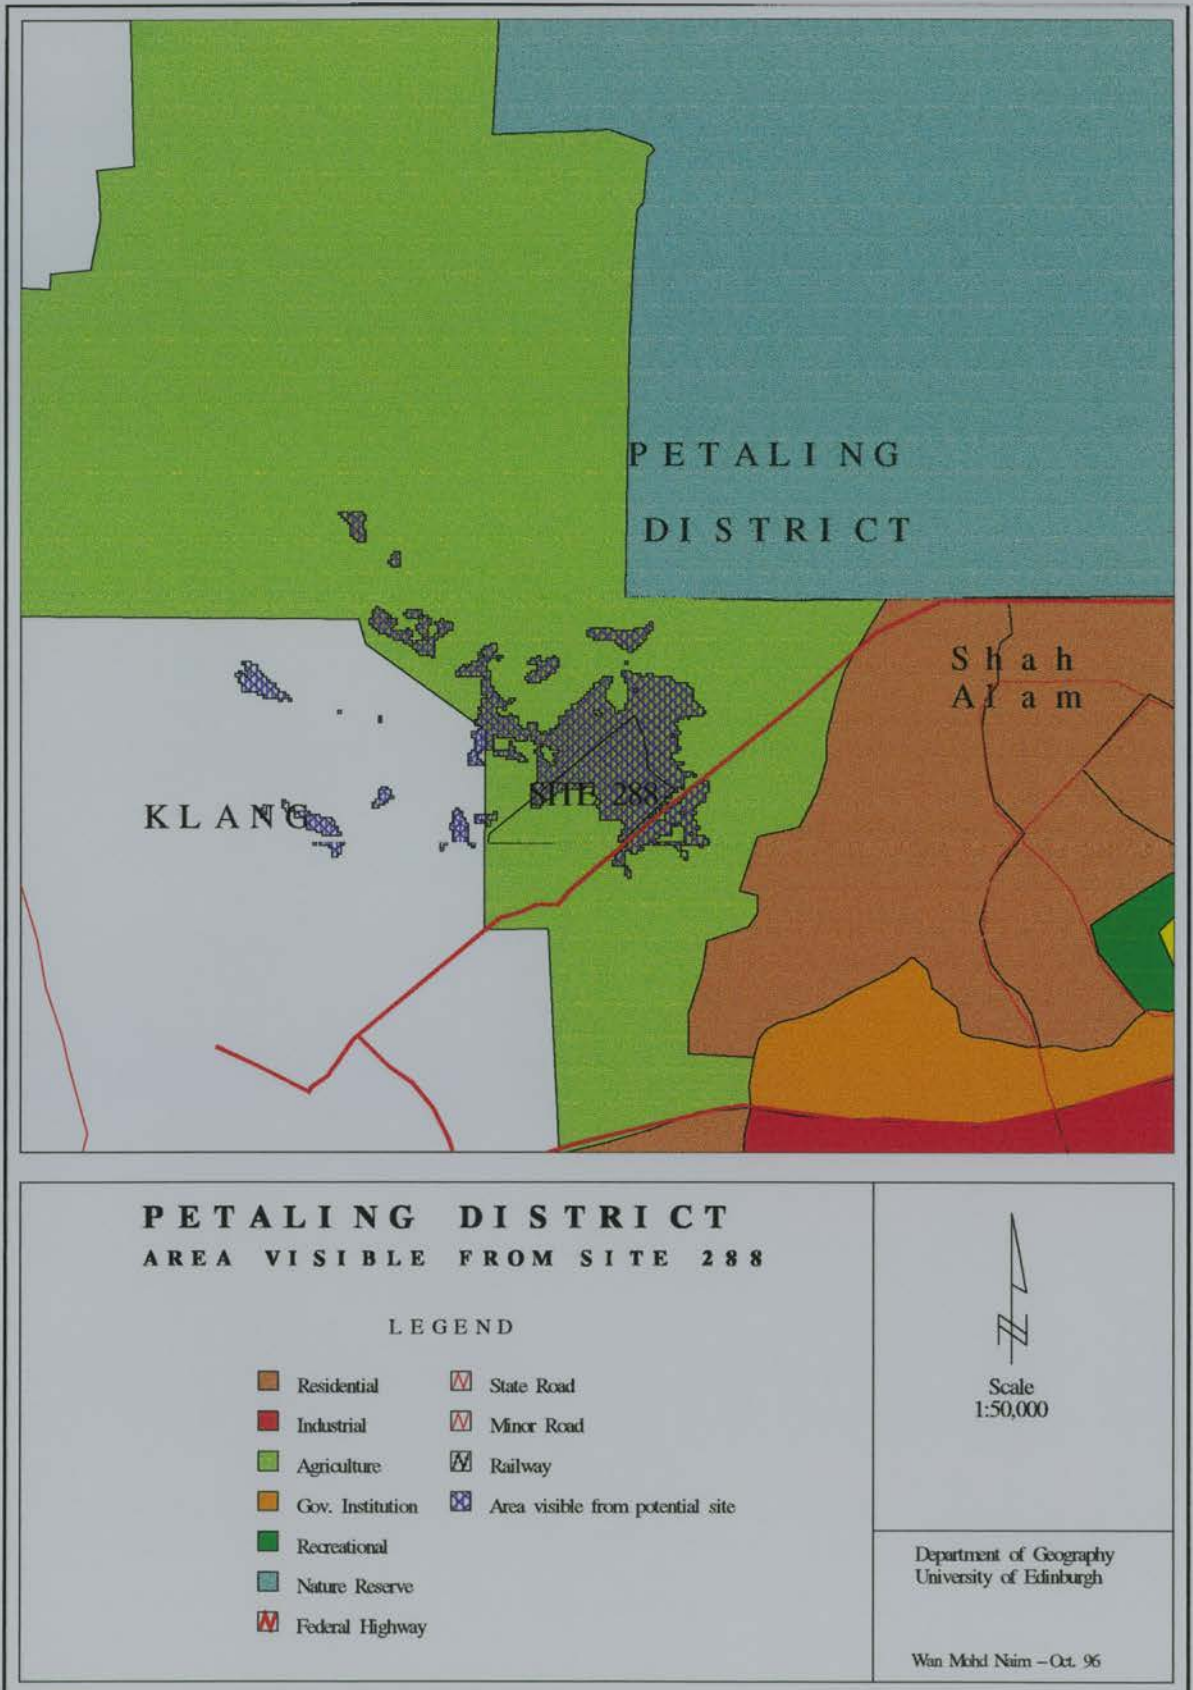 PETALING
DISTRICT
Shah
Alam
SITE 288
KLANG
PETALING DISTRICT
AREA VISIBLE FROM SITE 288
LEGEND
Residential
Industrial
Agriculture
Gov. Institution
Recreational
Nature Reserve
Federal Highway
State Road
Minor Road
Railway
Area visible from potential site
N
Scale
1:50,000
Department of Geography
University of Edinburgh
Wan Mohd Naim - Oct. 96